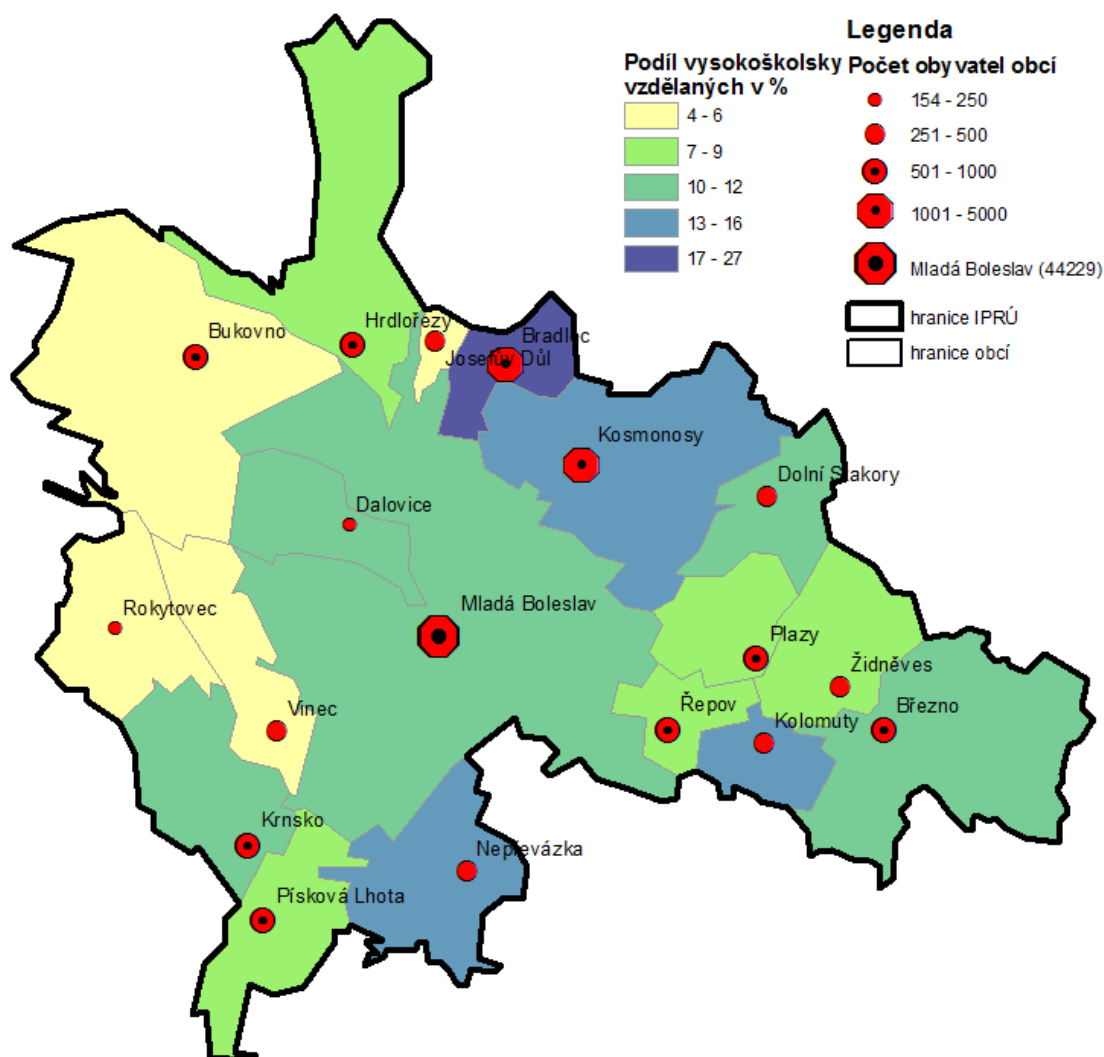 Legenda
Podíl vysokoškolsky
vzdělaných v %
4 - 6
7 - 9
10 - 12
13 - 16
17 - 27
Počet obyvatel obcí
154 - 250
251 - 500
501 - 1000
1001 - 5000
Mladá Boleslav (44229)
hranice IPRÚ
hranice obcí
Hrdlořezy
Bukovno
Bradlec
Josefův Důl
Kosmonosy
Dolní Stakory
Dalovice
Mladá Boleslav
Rokytovec
Plazy
Židněves
Řepov
Březno
Vinec
Kolomuty
Krnsko
Nepřevázka
Písková Lhota